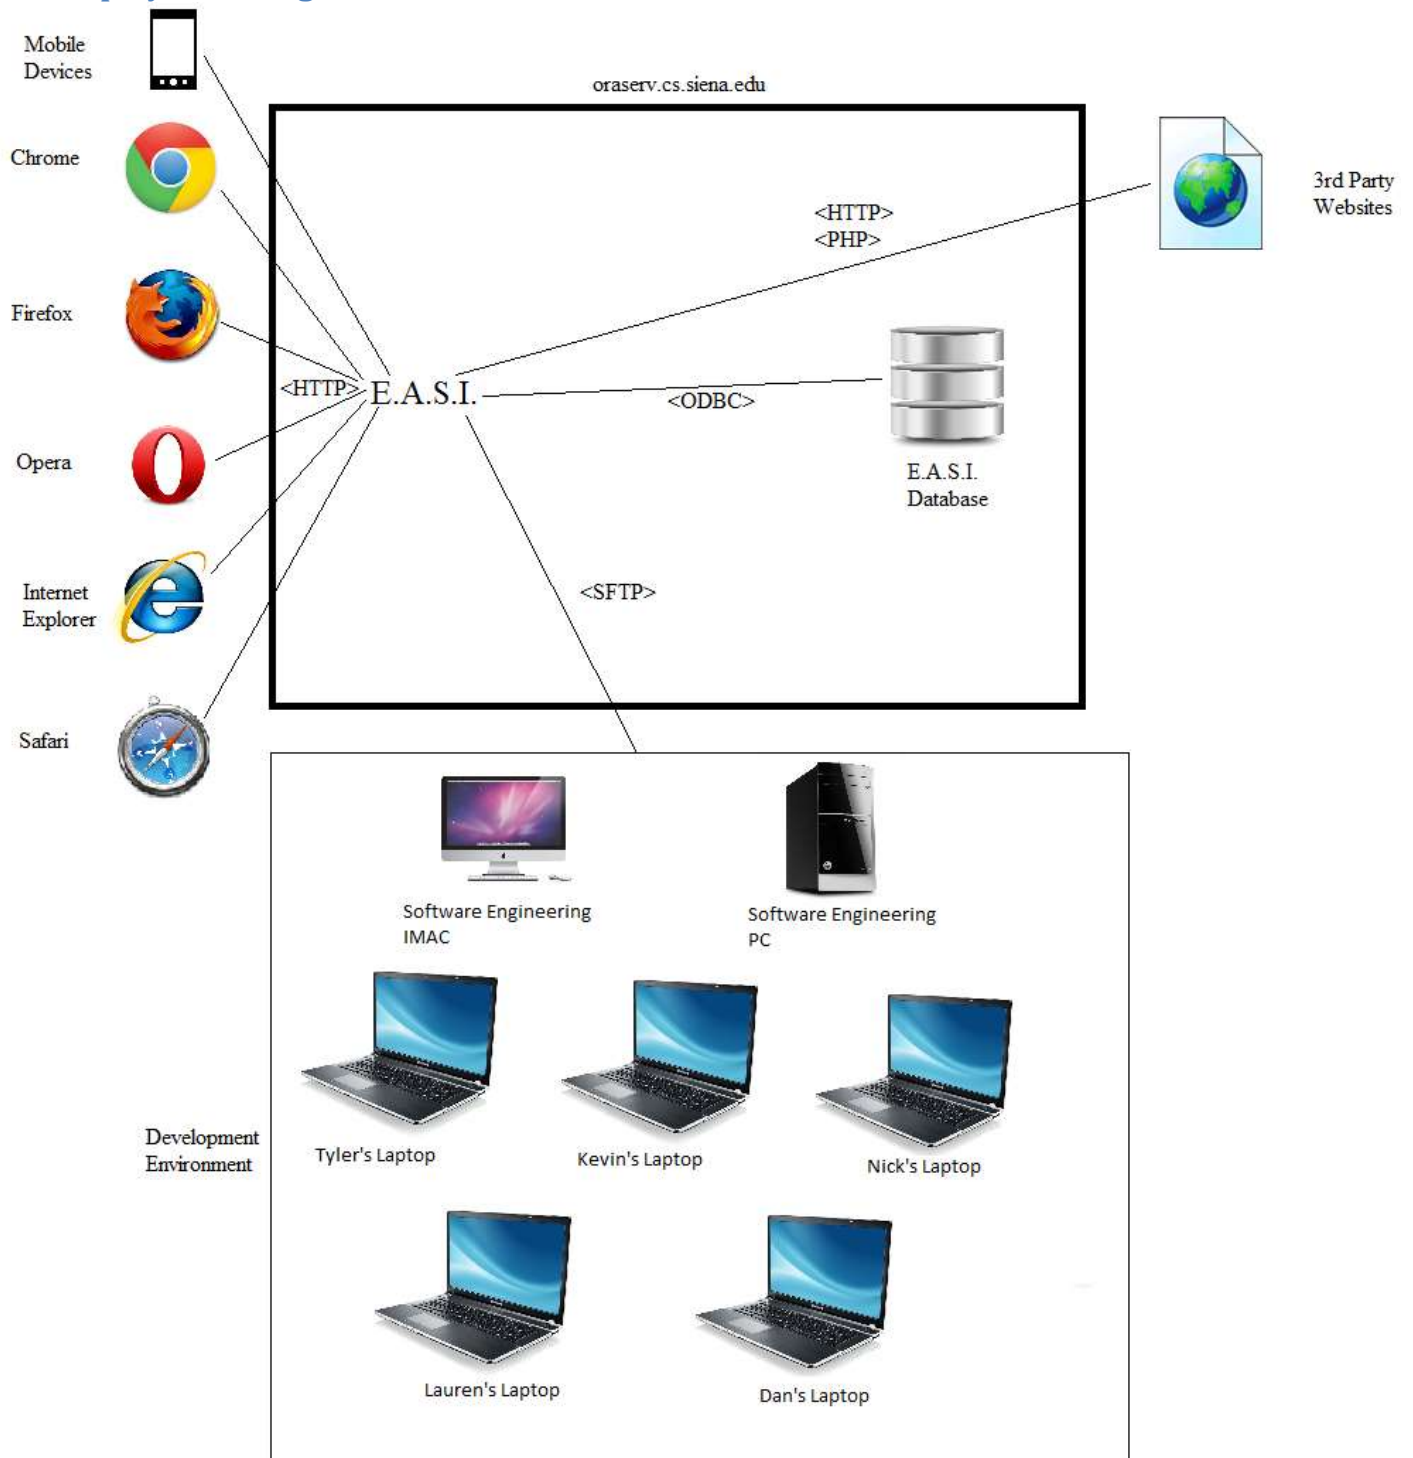 Mobile
Devices
oraserv.cs.siena.edu
Chrome
3rd Party
Websites
<HTTP>
<PHP>
Firefox
<HTTP>
E.A.S.I.
<ODBC>
Opera
E.A.S.I.
Database
Internet
Explorer
<SFTP>
Safari
Software Engineering
IMAC
Software Engineering
PC
Development
Environment
Tyler's Laptop
Kevin's Laptop
Nick's Laptop
Lauren's Laptop
Dan's Laptop